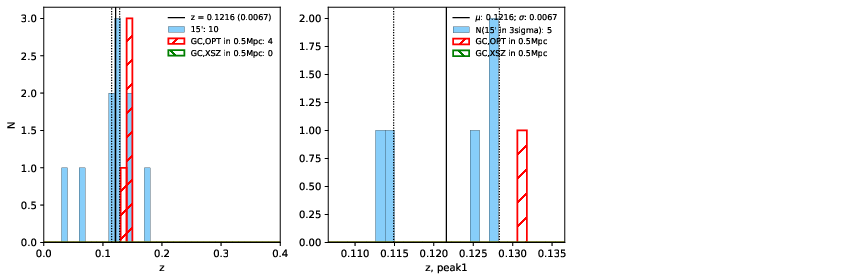 3.0
2.5
2.0
1.5
1.0
0.5
0.0
N
0.0 0.1 0.2 0.3 0.4
z
z = 0.1216 (0.0067)
15': 10
GC,OPT in 0.5Mpc: 4
GC,XSZ in 0.5Mpc: 0
2.00
1.75
1.50
1.25
1.00
0.75
0.50
0.25
0.00
0.110 0.115 0.120 0.125 0.130 0.135
z, peak1
μ: 0.1216; σ: 0.0067
N(15' in 3sigma): 5
GC,OPT in 0.5Mpc
GC,XSZ in 0.5Mpc